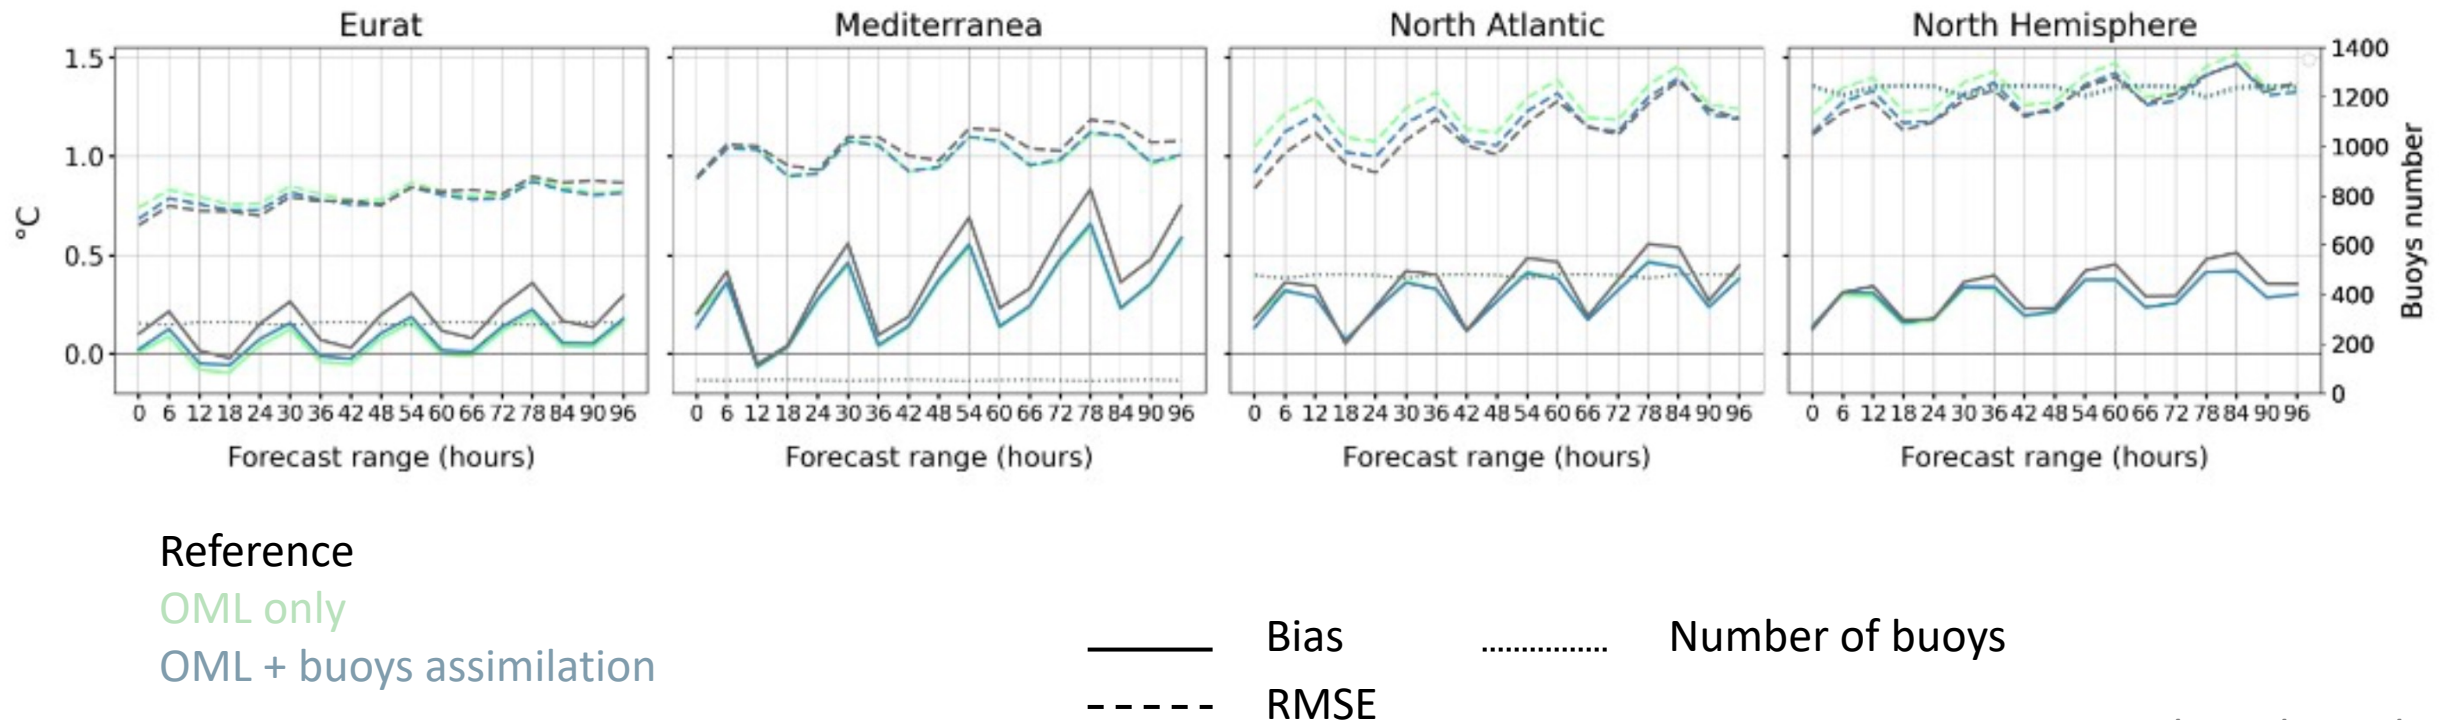 Eurat
Mediterranea
North Atlantic
North Hemisphere
°C
1.5
1.0
0.5
0.0
1400
1200
1000
800
600
400
200
0
Buoys number
0 6 12 18 24 30 36 42 48 54 60 66 72 78 84 90 96
0 6 12 18 24 30 36 42 48 54 60 66 72 78 84 90 96
0 6 12 18 24 30 36 42 48 54 60 66 72 78 84 90 96
0 6 12 18 24 30 36 42 48 54 60 66 72 78 84 90 96
Forecast range (hours)
Forecast range (hours)
Forecast range (hours)
Forecast range (hours)
Reference
OML only
OML + buoys assimilation
Bias
RMSE
Number of buoys